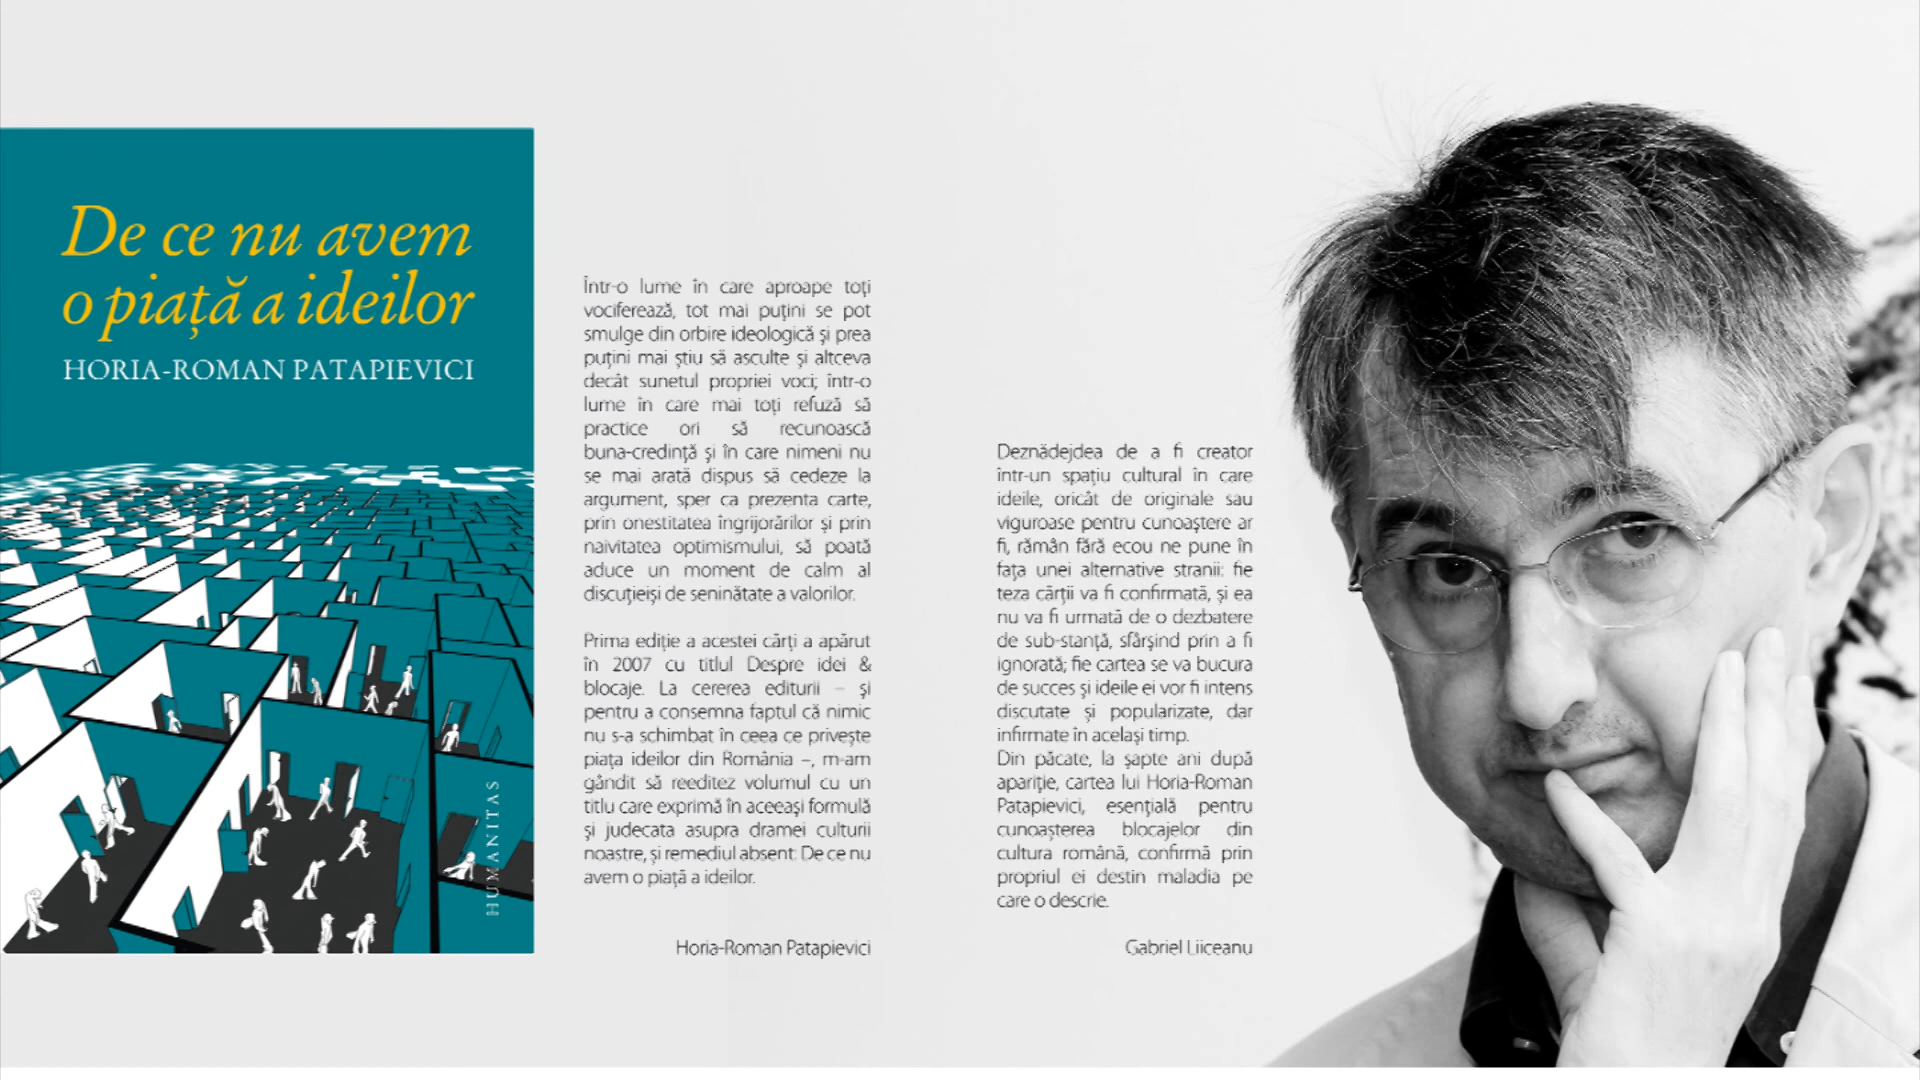 De ce nu avem
o piață a ideilor
HORIA-ROMAN PATAPIEVICI
HUMANITAS
Într-o lume în care aproape toți
vociferează, tot mai puțini se pot
smulge din orbire ideologică și prea
puțini mai știu să asculte și altceva
decât sunetul propriei voci; într-o
lume în care mai toți refuză să
practice ori să recunoască
buna-credință și în care nimeni nu
se mai arată dispus să cedeze la
argument, sper ca prezenta carte,
prin onestitatea îngrijorărilor și prin
naivitatea optimismului, să poată
aduce un moment de calm al
discuțieiși de seninătate a valorilor.
Prima ediție a acestei cărți a apărut
în 2007 cu titlul Despre idei &
blocaje. La cererea editurii – și
pentru a consemna faptul că nimic
nu s-a schimbat în ceea ce privește
piața ideilor din România –, m-am
gândit să reeditez volumul cu un
titlu care exprimă în aceeași formulă
și judecata asupra dramei culturii
noastre, și remediul absent: De ce nu
avem o piață a ideilor.
Horia-Roman Patapievici
Deznădejdea de a fi creator
într-un spațiu cultural în care
ideile, oricât de originale sau
viguroase pentru cunoaștere ar
fi, rămân fără ecou ne pune în
fața unei alternative stranii: fie
teza cărții va fi confirmată, și ea
nu va fi urmată de o dezbatere
de sub-stanță, sfârșind prin a fi
ignorată; fie cartea se va bucura
de succes și ideile ei vor fi intens
discutate și popularizate, dar
infirmate în același timp.
Din păcate, la șapte ani după
apariție, cartea lui Horia-Roman
Patapievici, esențială pentru
cunoașterea blocajelor din
cultura română, confirmă prin
propriul ei destin maladia pe
care o descrie.
Gabriel Liiceanu